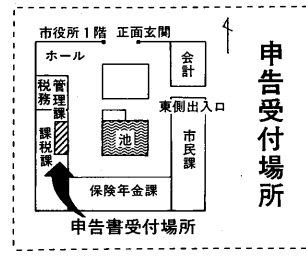 市役所１階 正面玄関
ホール
会計
税務
管理課
課税課
東側出入口
池
市民課
保険年金課
申告書受付場所
申告受付場所